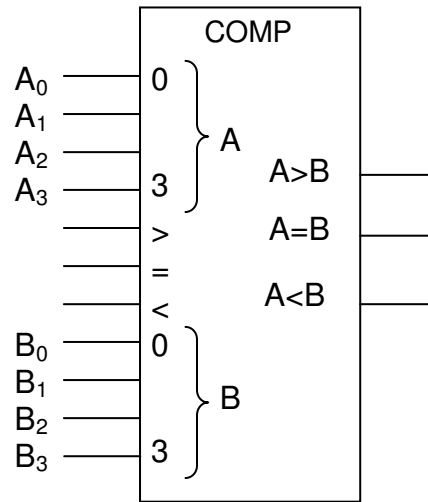 COMP
A₀ 0
A₁
A₂ A
A₃ 3 A>B
> A=B
=
< A<B
B₀ 0
B₁ B
B₂
B₃ 3